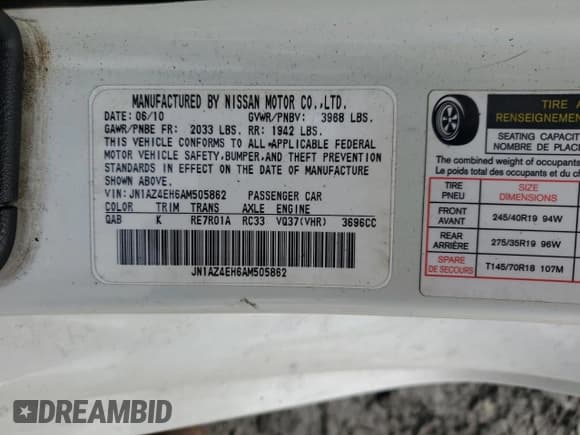 MANUFACTURED BY NISSAN MOTOR CO.,LTD.
DATE: 06/10 GVWR/PNBV: 3968 LBS.
GAWR/PNBE FR: 2033 LBS. RR: 1942 LBS.
THIS VEHICLE CONFORMS TO ALL APPLICABLE FEDERAL
MOTOR VEHICLE SAFETY, BUMPER, AND THEFT PREVENTION
STANDARDS IN EFFECT ON THE DATE OF MANUFACTURE
SHOWN ABOVE.
VIN: JN1AZ4EH6AM505862 PASSENGER CAR
COLOR TRIM TRANS AXLE ENGINE
QAB K RE7R01A RC33 VQ37(VHR) 3696CC
JN1AZ4EH6AM505862
TIRE A
RENSEIGNEMEN
SEATING CAPACIT
NOMBRE DE PLAC
The combined weight of occupants
Le poids total des occupants et
TIRE SIZE
PNEU DIMENSIONS
FRONT
AVANT 245/40R19 94W
REAR
ARRIÈRE 275/35R19 96W
SPARE
DE SECOURS T145/70R18 107M
DREAMBID